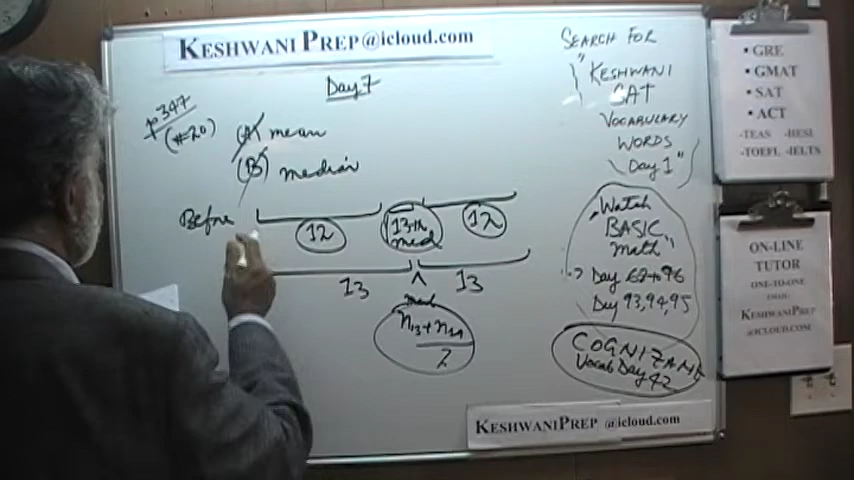 KESHWANI PREP@icloud.com
Day 7
p347
(#20)
(A) mean
(B) median
Before
12
13th
med
12
13
^
13
med
n13+n14
2
SEARCH FOR
"KESHWANI
SAT
VOCABULARY
WORDS
Day 1"
"Watch
BASIC
math"
Day 62 to 96
Day 93,94,95
COGNIZANT
Vocab Day 42
• GRE
• GMAT
• SAT
• ACT
-TEAS -HESI
-TOEFL -IELTS
ON-LINE
TUTOR
ONE-TO-ONE
KESHWANIPREP
@ICLOUD.COM
KESHWANIPREP @icloud.com